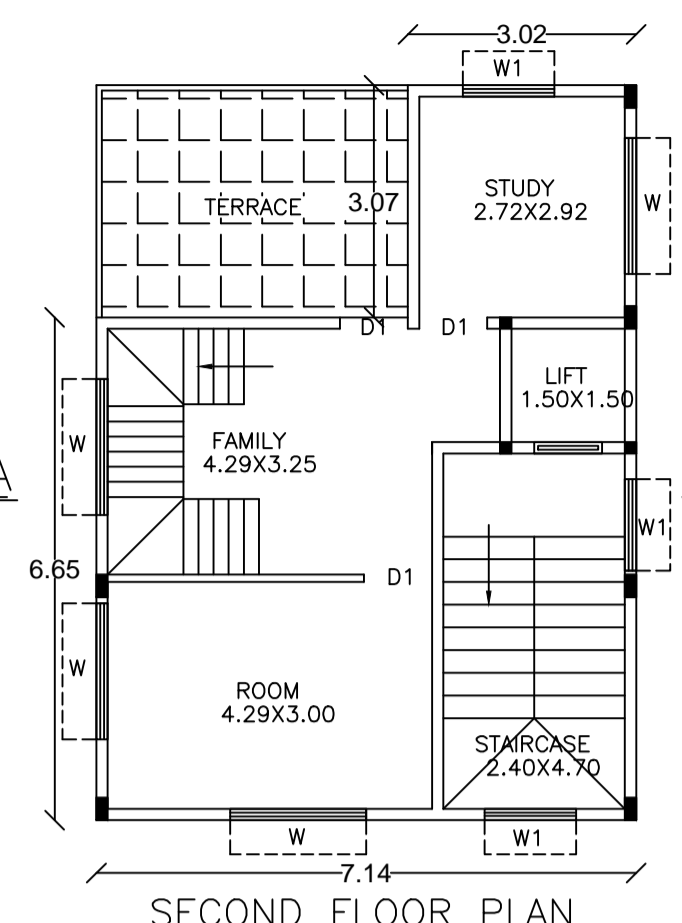 3.02
W1
STUDY
2.72X2.92
W
TERRACE
3.07
D1
D1
LIFT
1.50X1.50
FAMILY
4.29X3.25
W
A
W1
6.65
D1
W
ROOM
4.29X3.00
STAIRCASE
2.40X4.70
W
W1
7.14
SECOND FLOOR PLAN